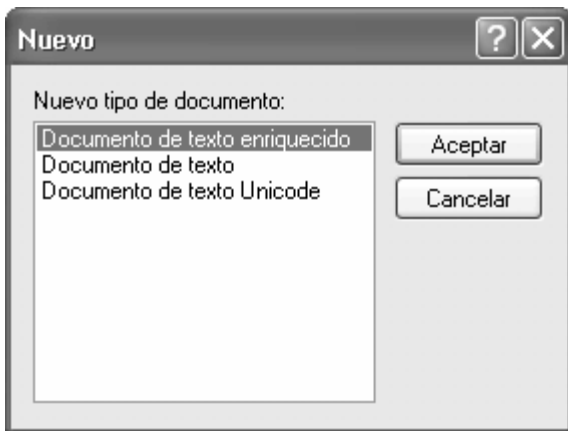 Nuevo
Nuevo tipo de documento:
Documento de texto enriquecido
Documento de texto
Documento de texto Unicode
Aceptar
Cancelar